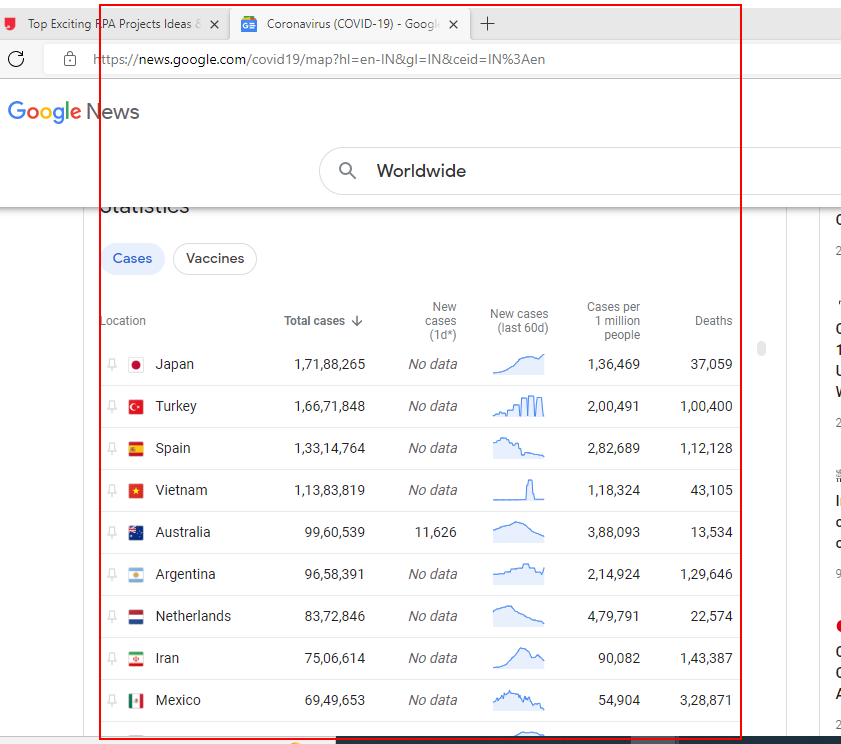 Top Exciting RPA Projects Ideas &
Coronavirus (COVID-19) - Google
https://news.google.com/covid19/map?hl=en-IN&gl=IN&ceid=IN%3Aen
Google News
Worldwide
Statistics
Cases Vaccines
Location Total cases New cases (1d*) New cases (last 60d) Cases per 1 million people Deaths
Japan 1,71,88,265 No data 1,36,469 37,059
Turkey 1,66,71,848 No data 2,00,491 1,00,400
Spain 1,33,14,764 No data 2,82,689 1,12,128
Vietnam 1,13,83,819 No data 1,18,324 43,105
Australia 99,60,539 11,626 3,88,093 13,534
Argentina 96,58,391 No data 2,14,924 1,29,646
Netherlands 83,72,846 No data 4,79,791 22,574
Iran 75,06,614 No data 90,082 1,43,387
Mexico 69,49,653 No data 54,904 3,28,871